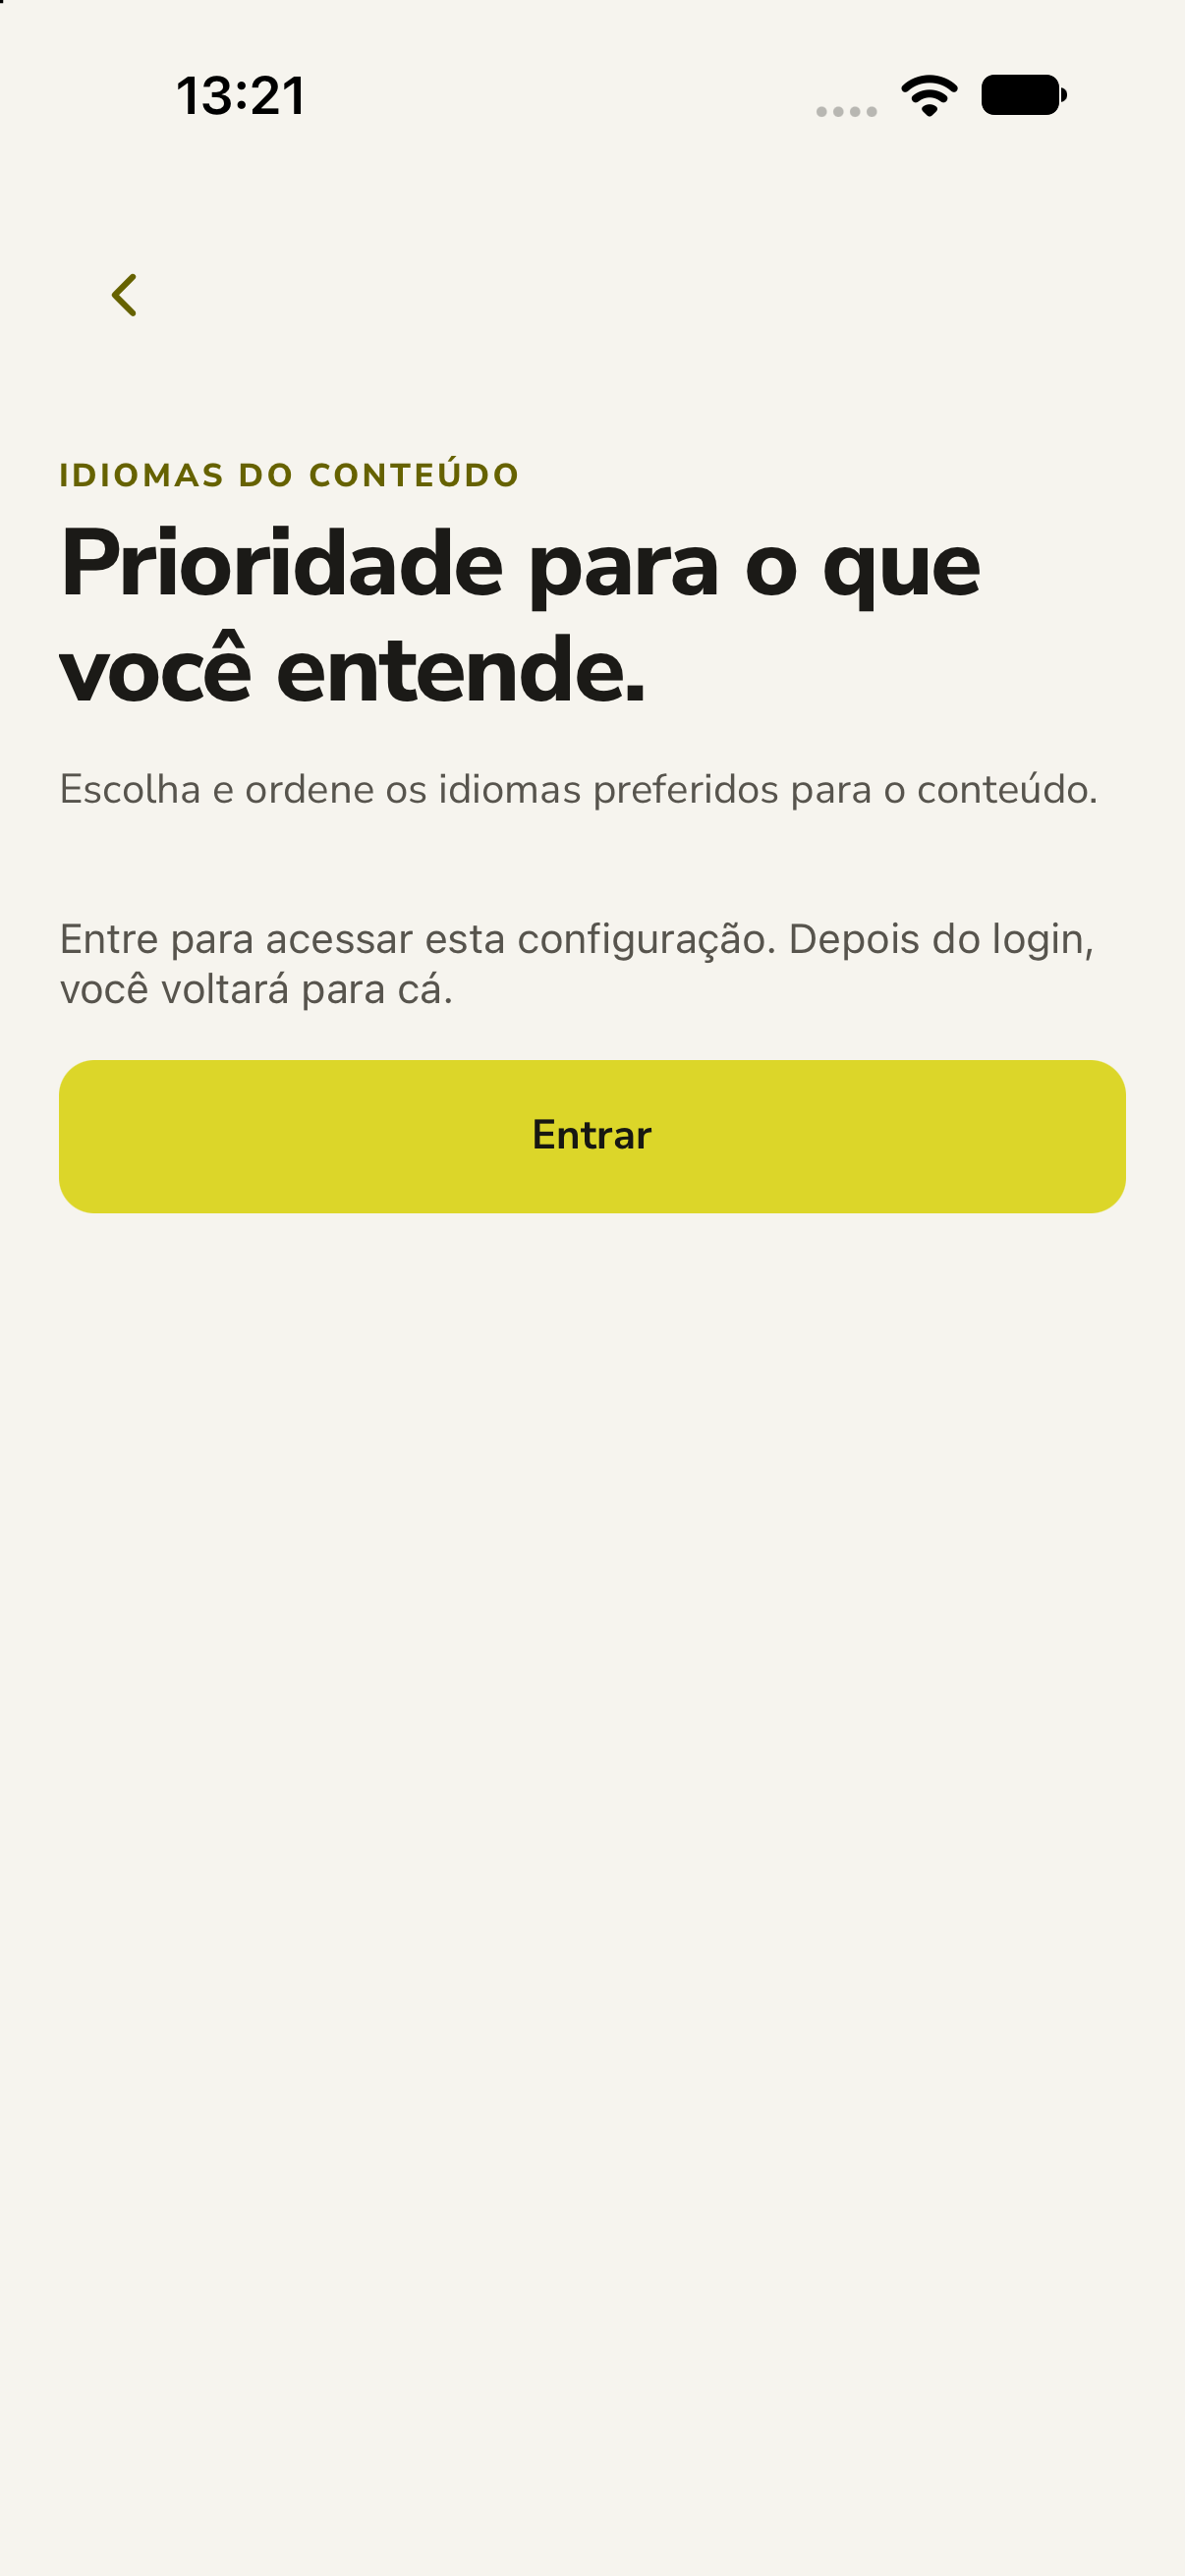 13:21
IDIOMAS DO CONTEÚDO
Prioridade para o que
você entende.
Escolha e ordene os idiomas preferidos para o conteúdo.
Entre para acessar esta configuração. Depois do login,
você voltará para cá.
Entrar